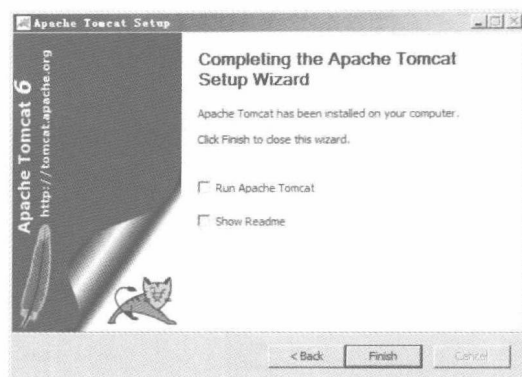 Apache Tomcat Setup
Apache Tomcat 6
http://tomcat.apache.org
Completing the Apache Tomcat
Setup Wizard
Apache Tomcat has been installed on your computer.
Click Finish to close this wizard.
Run Apache Tomcat
Show Readme
< Back
Finish
Cancel